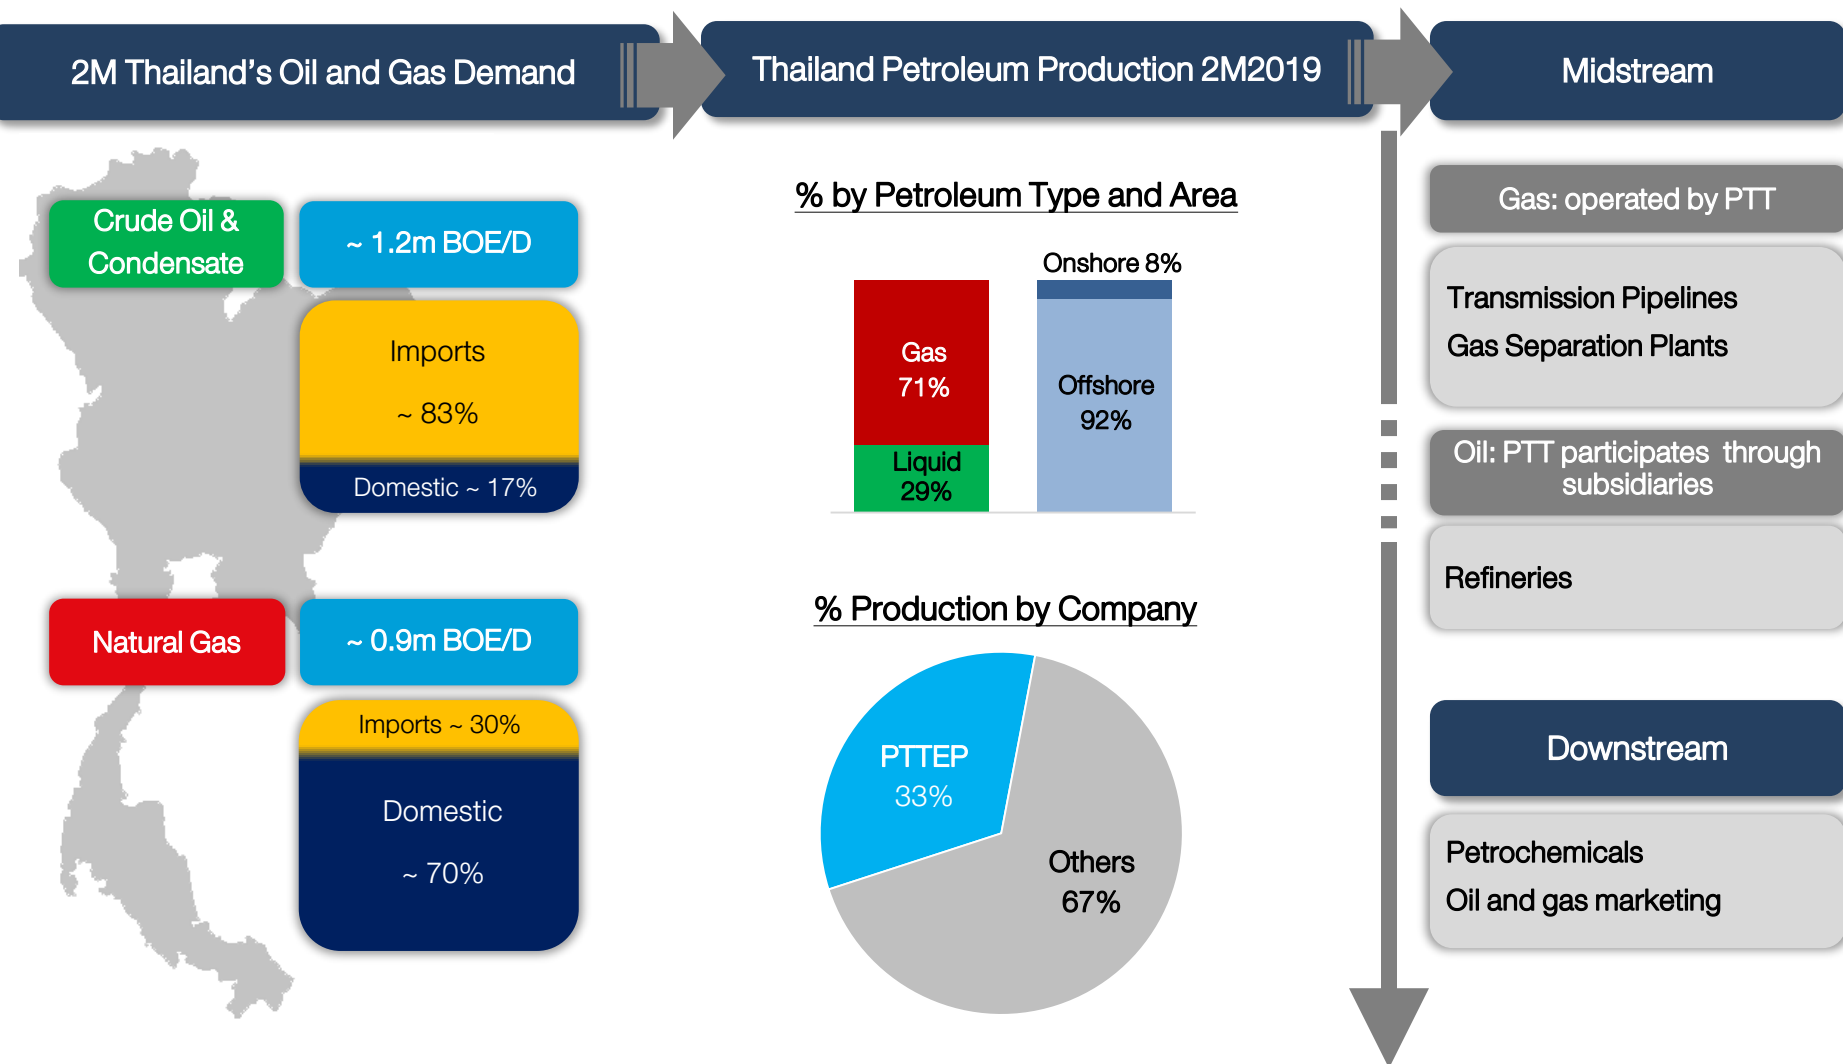 2M Thailand's Oil and Gas Demand
Thailand Petroleum Production 2M2019
Midstream
Crude Oil &
Condensate
~ 1.2m BOE/D
Imports
~ 83%
Domestic ~ 17%
Natural Gas
~ 0.9m BOE/D
Imports ~ 30%
Domestic
~ 70%
% by Petroleum Type and Area
Gas
71%
Liquid
29%
Onshore 8%
Offshore
92%
% Production by Company
PTTEP
33%
Others
67%
Gas: operated by PTT
Transmission Pipelines
Gas Separation Plants
Oil: PTT participates through
subsidiaries
Refineries
Downstream
Petrochemicals
Oil and gas marketing